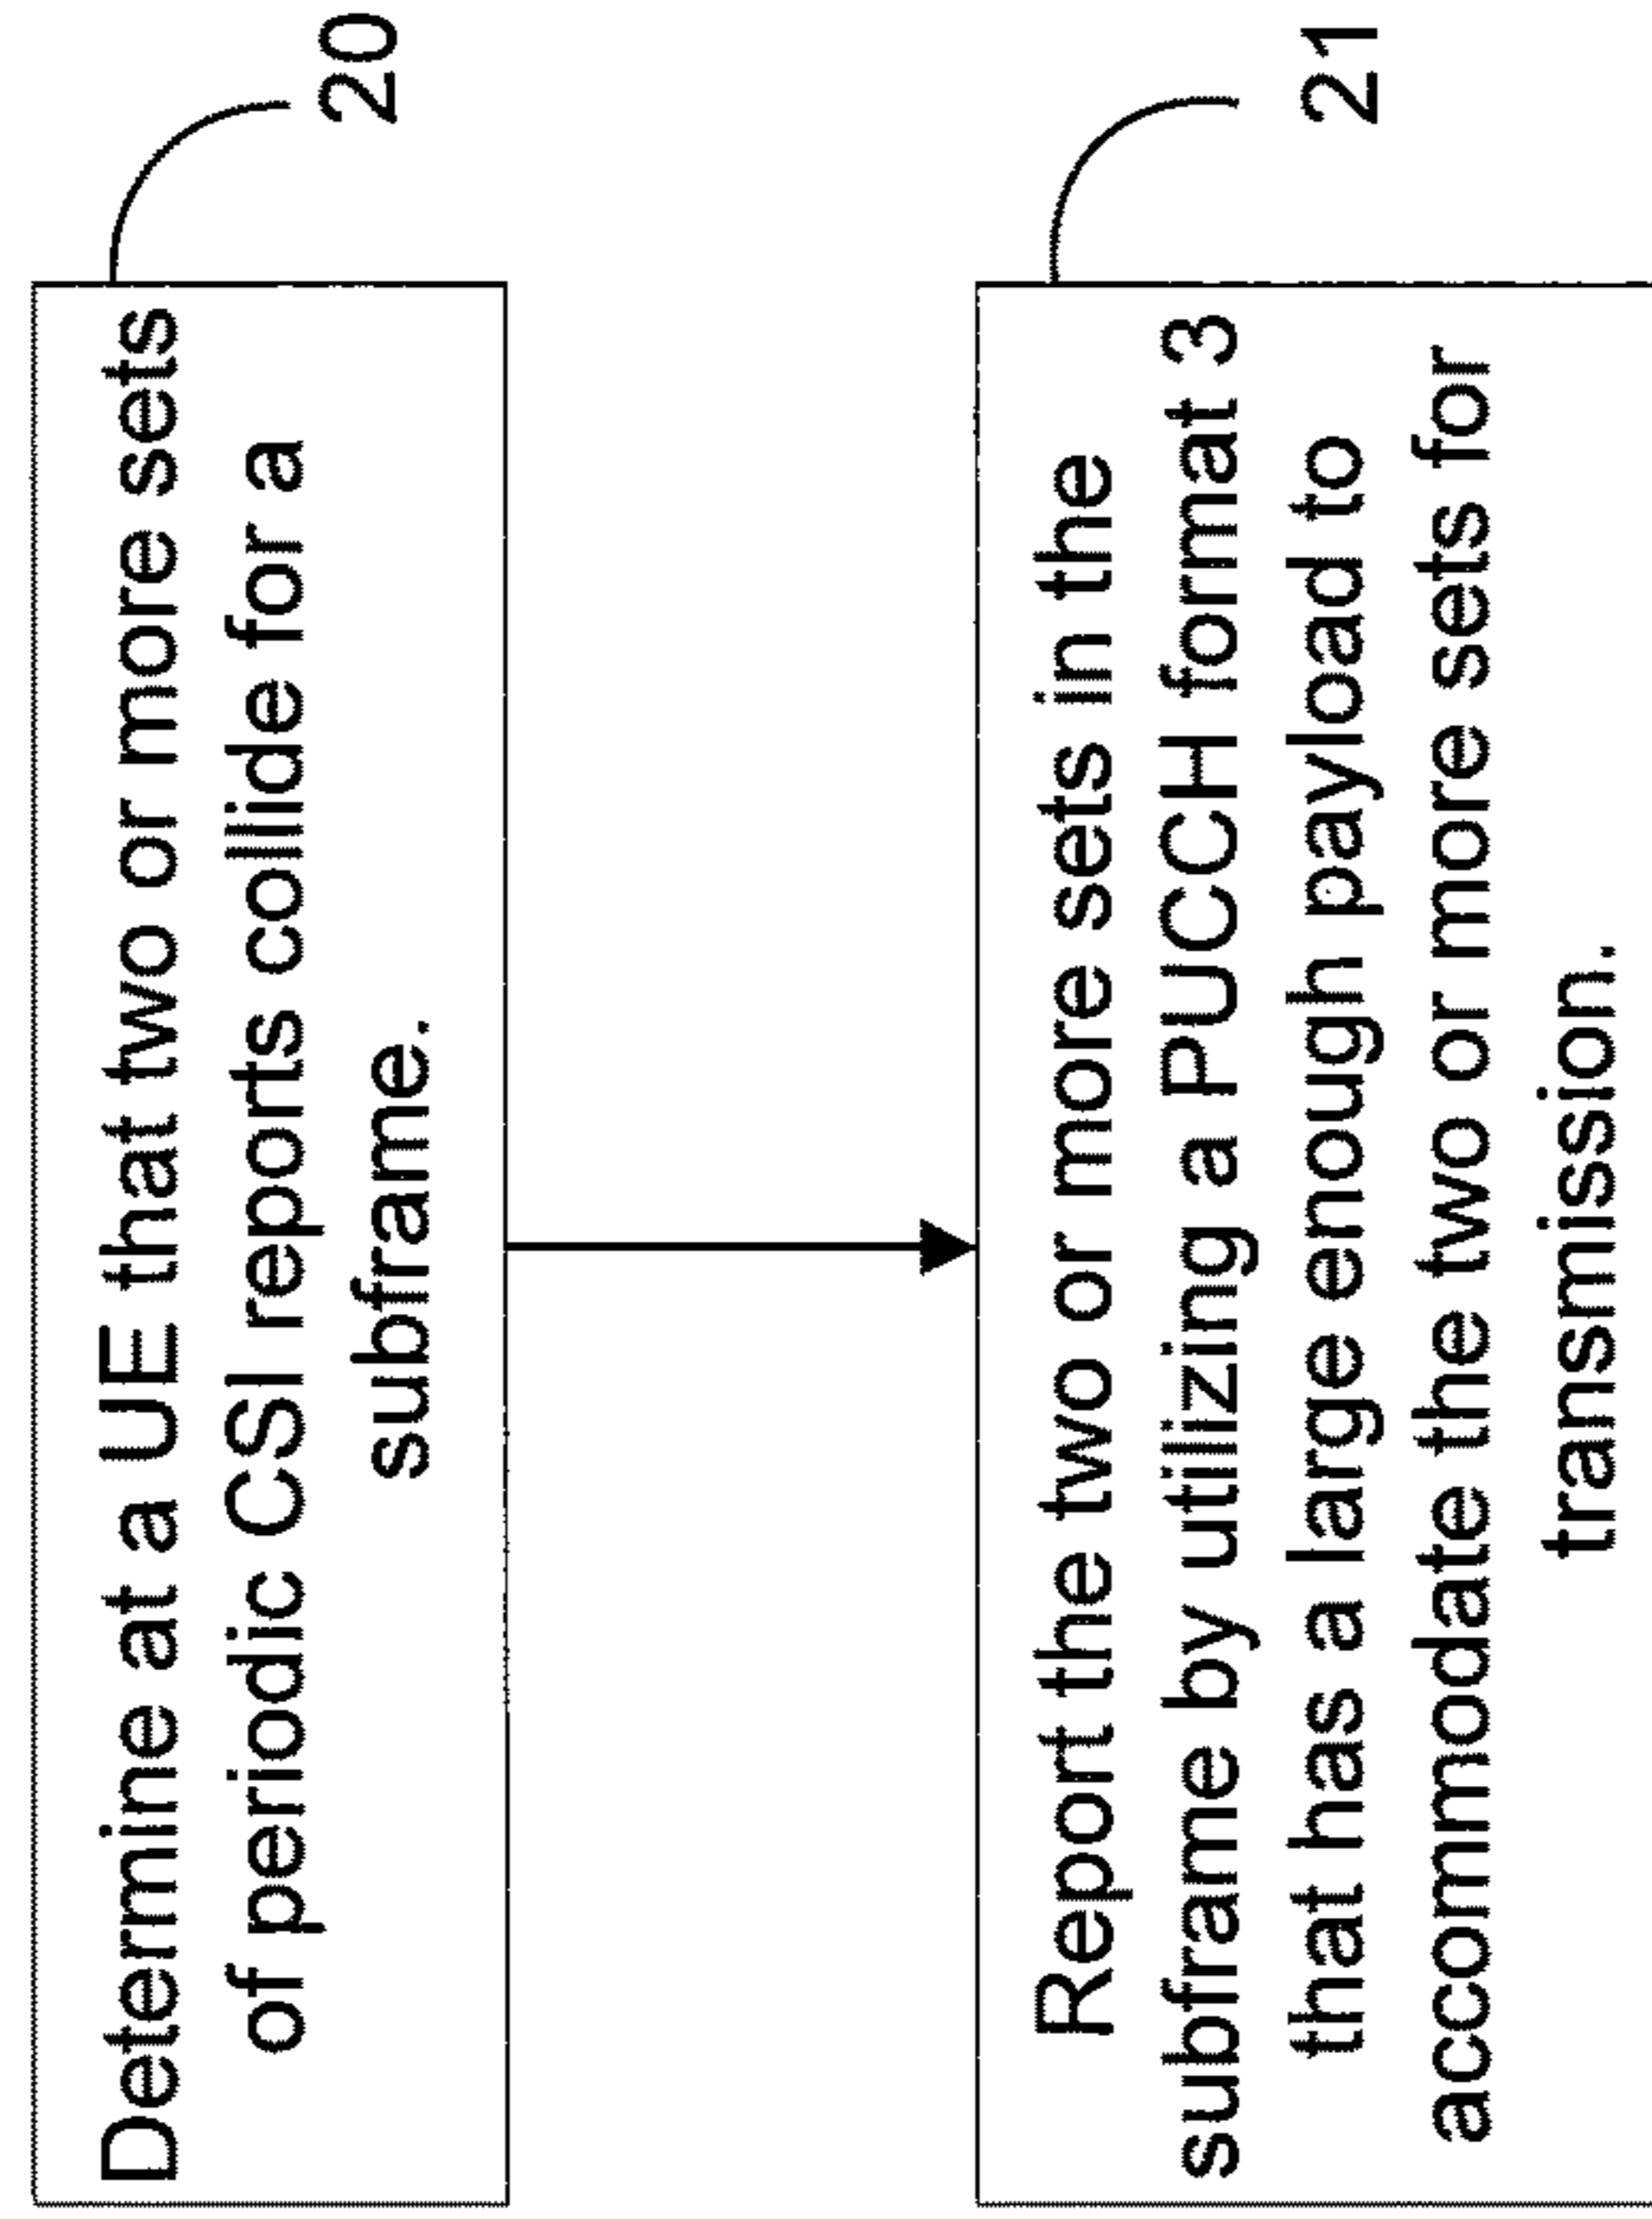 Determine at a UE that two or more sets
of periodic CSI reports collide for a
subframe.
20
Report the two or more sets in the
subframe by utilizing a PUCCH format 3
that has a large enough payload to
accommodate the two or more sets for
transmission.
21